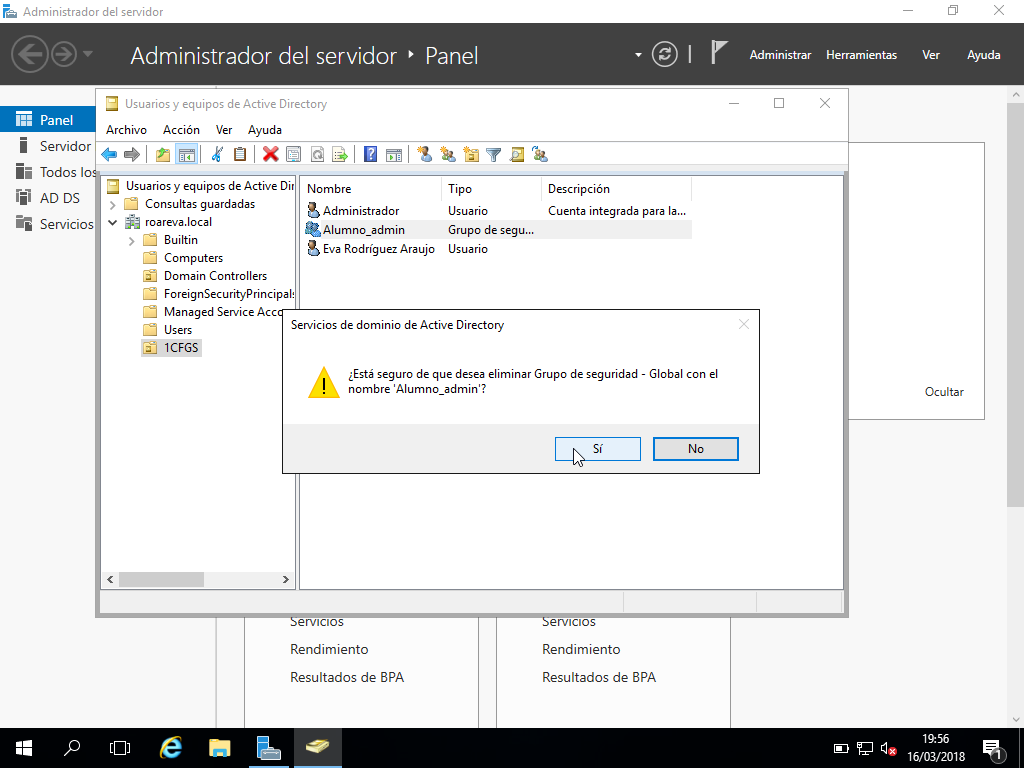 Administrador del servidor
Administrador del servidor • Panel
Administrar Herramientas Ver Ayuda
Panel
Servidor
Todos los
AD DS
Servicios
Usuarios y equipos de Active Directory
Archivo Acción Ver Ayuda
Usuarios y equipos de Active Dir
Consultas guardadas
roareva.local
Builtin
Computers
Domain Controllers
ForeignSecurityPrincipals
Managed Service Acco
Users
1CFGS
Nombre Tipo Descripción
Administrador Usuario Cuenta integrada para la...
Alumno_admin Grupo de segu...
Eva Rodríguez Araujo Usuario
Servicios de dominio de Active Directory
¿Está seguro de que desea eliminar Grupo de seguridad - Global con el
nombre 'Alumno_admin'?
Sí No
Ocultar
Servicios
Rendimiento
Resultados de BPA
Servicios
Rendimiento
Resultados de BPA
19:56
16/03/2018
1